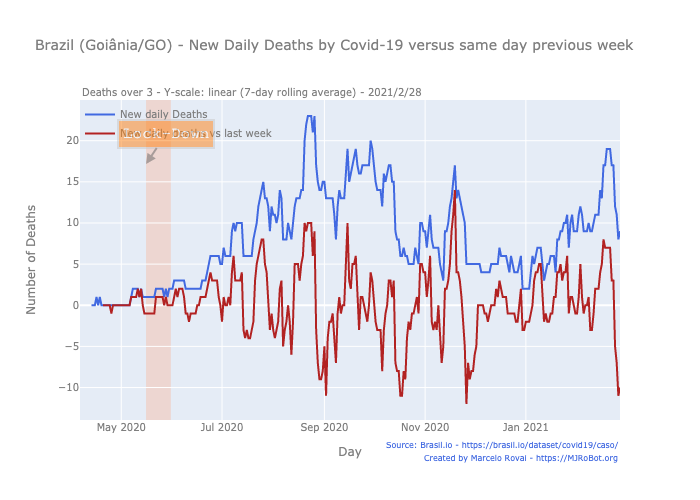 Brazil (Goiânia/GO) - New Daily Deaths by Covid-19 versus same day previous week
Deaths over 3 - Y-scale: linear (7-day rolling average) - 2021/2/28
New daily Deaths
New daily Deaths vs last week
20
15
10
5
0
−5
−10
Number of Deaths
May 2020
Jul 2020
Sep 2020
Nov 2020
Jan 2021
Day
Source: Brasil.io - https://brasil.io/dataset/covid19/caso/
Created by Marcelo Rovai - https://MJRoBot.org